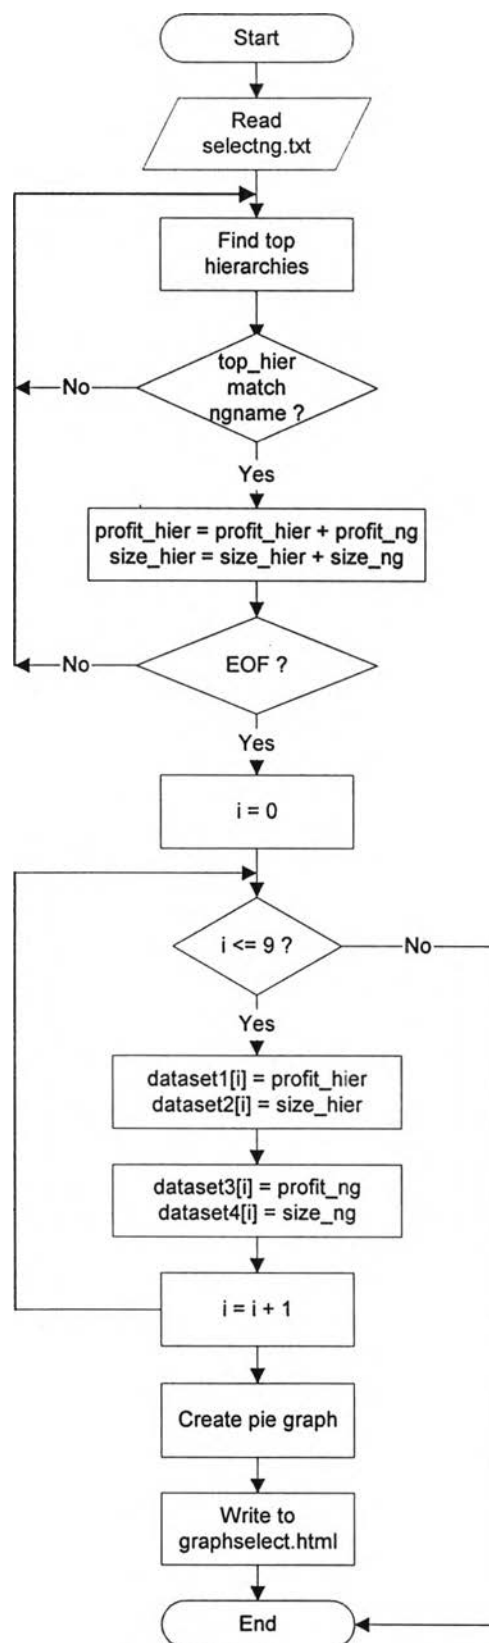 Start
Read
selectng.txt
Find top
hierarchies
top_hier
match
ngname ?
No
Yes
profit_hier = profit_hier + profit_ng
size_hier = size_hier + size_ng
EOF ?
No
Yes
i = 0
i <= 9 ?
No
Yes
dataset1[i] = profit_hier
dataset2[i] = size_hier
dataset3[i] = profit_ng
dataset4[i] = size_ng
i = i + 1
Create pie graph
Write to
graphselect.html
End